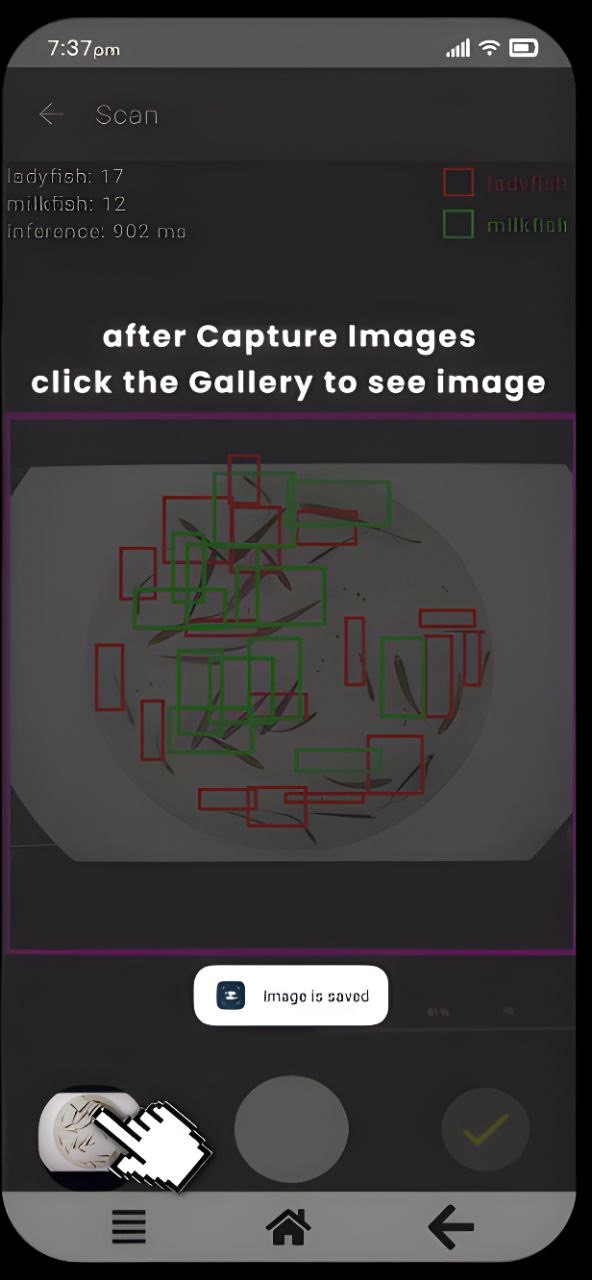 7:37pm
Scan
ladyfish: 17
milkfish: 12
inference: 902 ms
ladyfish
milkfish
after Capture Images
click the Gallery to see image
Image is saved